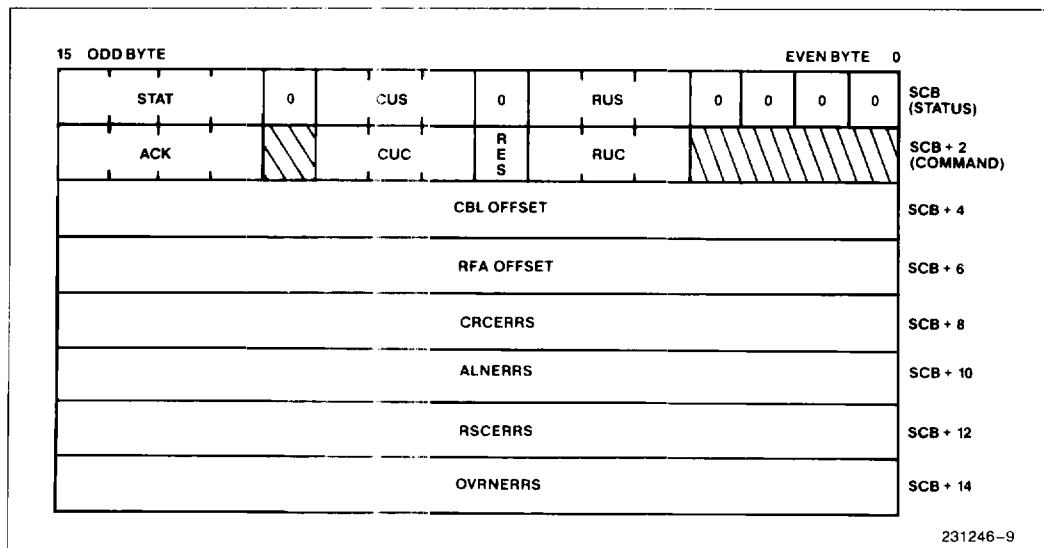 15 ODD BYTE EVEN BYTE 0
STAT 0 CUS 0 RUS 0 0 0 0 SCB (STATUS)
ACK CUC RES RUC SCB + 2 (COMMAND)
CBL OFFSET SCB + 4
RFA OFFSET SCB + 6
CRCERRS SCB + 8
ALNERRS SCB + 10
RSCERRS SCB + 12
OVRNERRS SCB + 14
231246-9